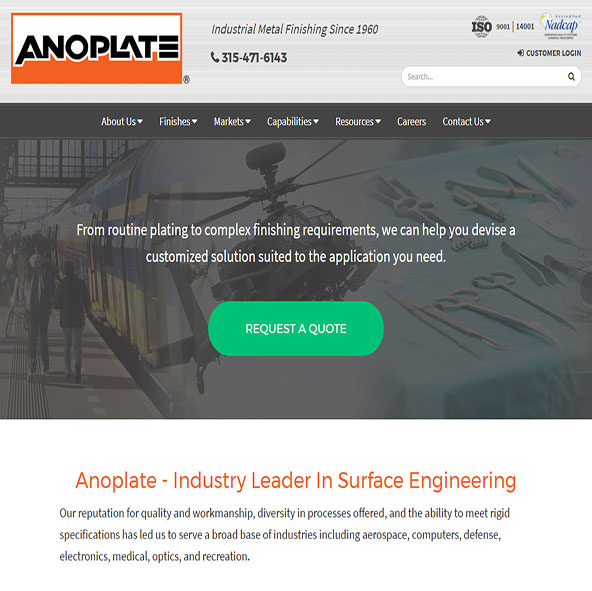 ANOPLATE
®
Industrial Metal Finishing Since 1960
315-471-6143
ISO 9001 | 14001
Accredited
Nadcap
CUSTOMER LOGIN
Search...
About Us
Finishes
Markets
Capabilities
Resources
Careers
Contact Us
From routine plating to complex finishing requirements, we can help you devise a
customized solution suited to the application you need.
REQUEST A QUOTE
Anoplate - Industry Leader In Surface Engineering
Our reputation for quality and workmanship, diversity in processes offered, and the ability to meet rigid
specifications has led us to serve a broad base of industries including aerospace, computers, defense,
electronics, medical, optics, and recreation.